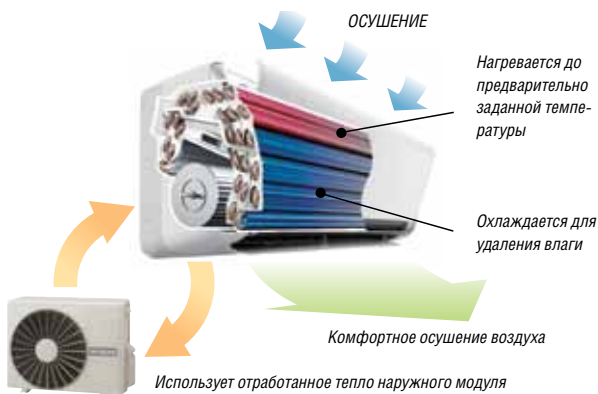 ОСУШЕНИЕ
Нагревается до
предварительно
заданной темпе-
ратуры
Охлаждается для
удаления влаги
Комфортное осушение воздуха
Использует отработанное тепло наружного модуля